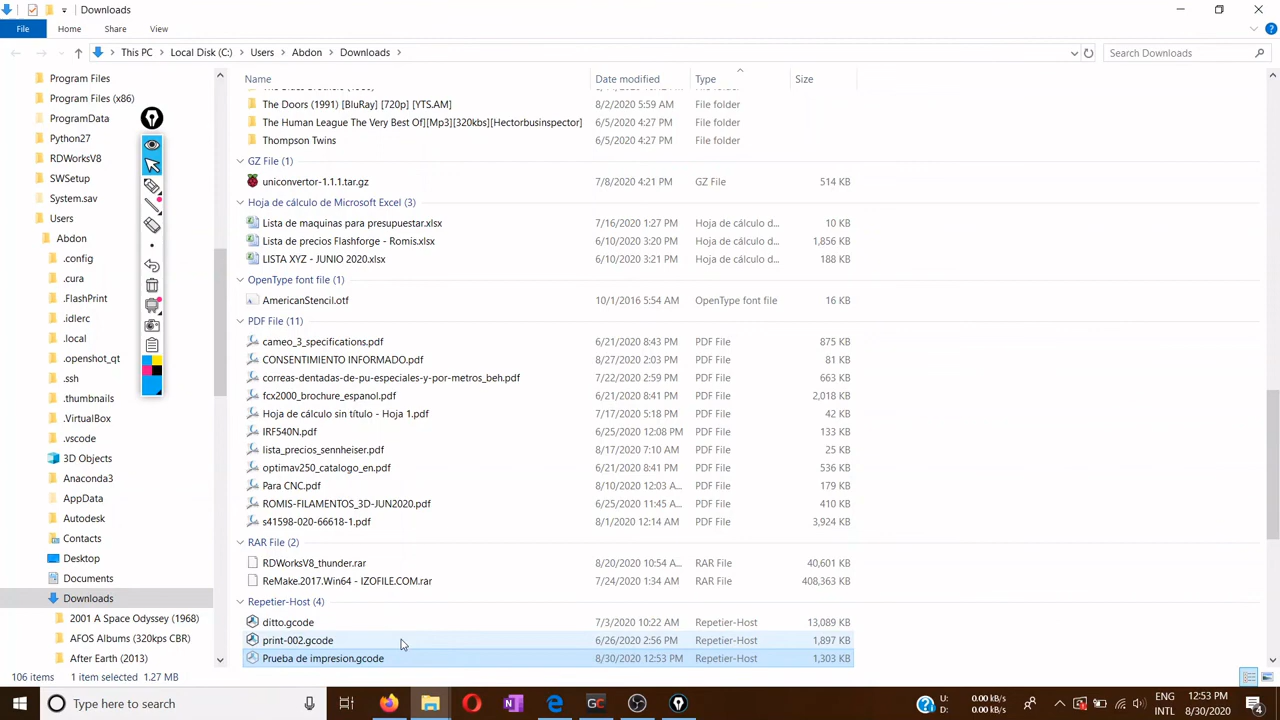 Downloads
File Home Share View
This PC Local Disk (C:) Users Abdon Downloads Search Downloads
Name Date modified Type Size
Program Files
Program Files (x86)
ProgramData
Python27
RDWorksV8
SWSetup
System.sav
Users
Abdon
.config
.cura
.FlashPrint
.idlerc
.local
.openshot_qt
.ssh
.thumbnails
.VirtualBox
.vscode
3D Objects
Anaconda3
AppData
Autodesk
Contacts
Desktop
Documents
Downloads
2001 A Space Odyssey (1968)
AFOS Albums (320kps CBR)
After Earth (2013)
The Doors (1991) [BluRay] [720p] [YTS.AM] 8/2/2020 5:59 AM File folder
The Human League The Very Best Of][Mp3][320kbs][Hectorbusinspector] 6/5/2020 4:27 PM File folder
Thompson Twins 6/5/2020 4:27 PM File folder
GZ File (1)
uniconvertor-1.1.1.tar.gz 7/8/2020 4:21 PM GZ File 514 KB
Hoja de cálculo de Microsoft Excel (3)
Lista de maquinas para presupuestar.xlsx 7/16/2020 1:27 PM Hoja de cálculo d... 10 KB
Lista de precios Flashforge - Romis.xlsx 6/10/2020 3:20 PM Hoja de cálculo d... 1,856 KB
LISTA XYZ - JUNIO 2020.xlsx 6/10/2020 3:21 PM Hoja de cálculo d... 188 KB
OpenType font file (1)
AmericanStencil.otf 10/1/2016 5:54 AM OpenType font file 16 KB
PDF File (11)
cameo_3_specifications.pdf 6/21/2020 8:43 PM PDF File 875 KB
CONSENTIMIENTO INFORMADO.pdf 8/27/2020 2:03 PM PDF File 81 KB
correas-dentadas-de-pu-especiales-y-por-metros_beh.pdf 7/22/2020 2:59 PM PDF File 663 KB
fcx2000_brochure_espanol.pdf 6/21/2020 8:41 PM PDF File 2,018 KB
Hoja de cálculo sin título - Hoja 1.pdf 7/17/2020 5:18 PM PDF File 42 KB
IRF540N.pdf 6/25/2020 12:08 PM PDF File 133 KB
lista_precios_sennheiser.pdf 8/17/2020 7:10 AM PDF File 25 KB
optimav250_catalogo_en.pdf 6/21/2020 8:41 PM PDF File 536 KB
Para CNC.pdf 8/10/2020 12:03 A... PDF File 179 KB
ROMIS-FILAMENTOS_3D-JUN2020.pdf 6/25/2020 11:45 A... PDF File 410 KB
s41598-020-66618-1.pdf 8/1/2020 12:14 AM PDF File 3,924 KB
RAR File (2)
RDWorksV8_thunder.rar 8/20/2020 10:54 A... RAR File 40,601 KB
ReMake.2017.Win64 - IZOFILE.COM.rar 7/24/2020 1:34 AM RAR File 408,363 KB
Repetier-Host (4)
ditto.gcode 7/3/2020 10:22 AM Repetier-Host 13,089 KB
print-002.gcode 6/26/2020 2:56 PM Repetier-Host 1,897 KB
Prueba de impresion.gcode 8/30/2020 12:53 PM Repetier-Host 1,303 KB
106 items 1 item selected 1.27 MB
Type here to search
GC
U: 0.00 kB/s
D: 0.00 kB/s
ENG
INTL
12:53 PM
8/30/2020
4